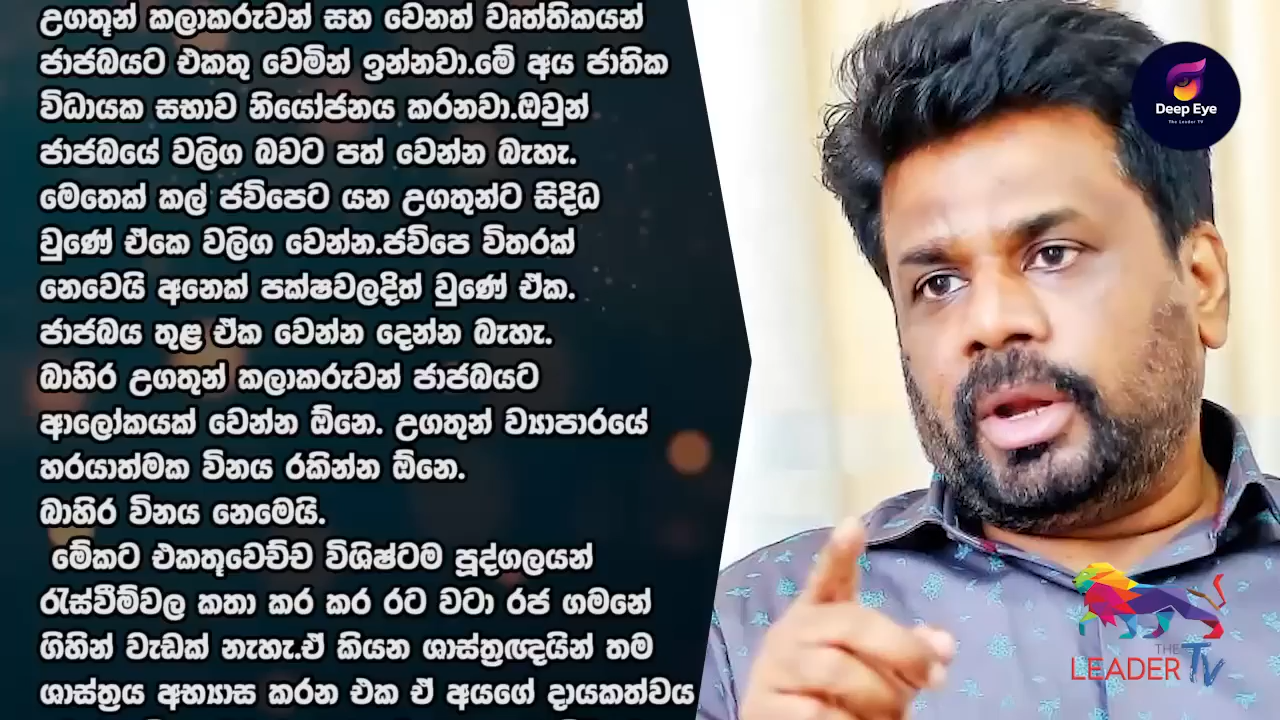 උගතුන් කලාකරුවන් සහ වෙනත් වෘත්තිකයන්
ජාජබයට එකතු වෙමින් ඉන්නවා.මේ අය ජාතික
විධායක සභාව නියෝජනය කරනවා.ඔවුන්
ජාජබයේ වලිග බවට පත් වෙන්න බැහැ.
මෙතෙක් කල් ජවිපෙට යන උගතුන්ට සිදිධ
වුණේ ඒකෙ වලිග වෙන්න.ජවිපෙ විතරක්
නෙවෙයි අනෙක් පක්ෂවලදිත් වුණේ ඒක.
ජාජබය තුළ ඒක වෙන්න දෙන්න බැහැ.
බාහිර උගතුන් කලාකරුවන් ජාජබයට
ආලෝකයක් වෙන්න ඕනෙ. උගතුන් ව්‍යාපාරයේ
හරයාත්මක විනය රකින්න ඕනෙ.
බාහිර විනය නෙමෙයි.
මේකට එකතුවෙච්ච විශිෂ්ටම පූද්ගලයන්
රැස්වීම්වල කතා කර කර රට වටා රජ ගමනේ
ගිහින් වැඩක් නැහැ.ඒ කියන ශාස්ත්‍රඥයින් තම
ශාස්ත්‍රය අභ්‍යාස කරන එක ඒ අයගේ දායකත්වය
Deep Eye
The Leader TV
THE
LEADER TV